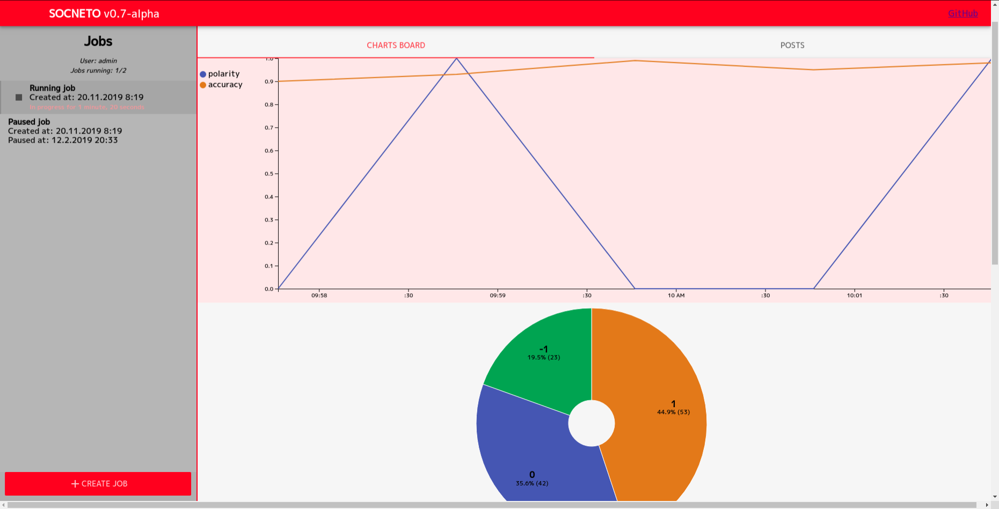 SOCNETO v0.7-alpha
GitHub
Jobs
User: admin
Jobs running: 1/2
Running job
Created at: 20.11.2019 8:19
In progress for 1 minute, 20 seconds
Paused job
Created at: 20.11.2019 8:19
Paused at: 12.2.2019 20:33
CREATE JOB
CHARTS BOARD
POSTS
polarity
accuracy
1.0
0.9
0.8
0.7
0.6
0.5
0.4
0.3
0.2
0.1
0.0
09:58
:30
09:59
:30
10 AM
:30
10:01
:30
-1
19.5% (23)
1
44.9% (53)
0
35.6% (42)